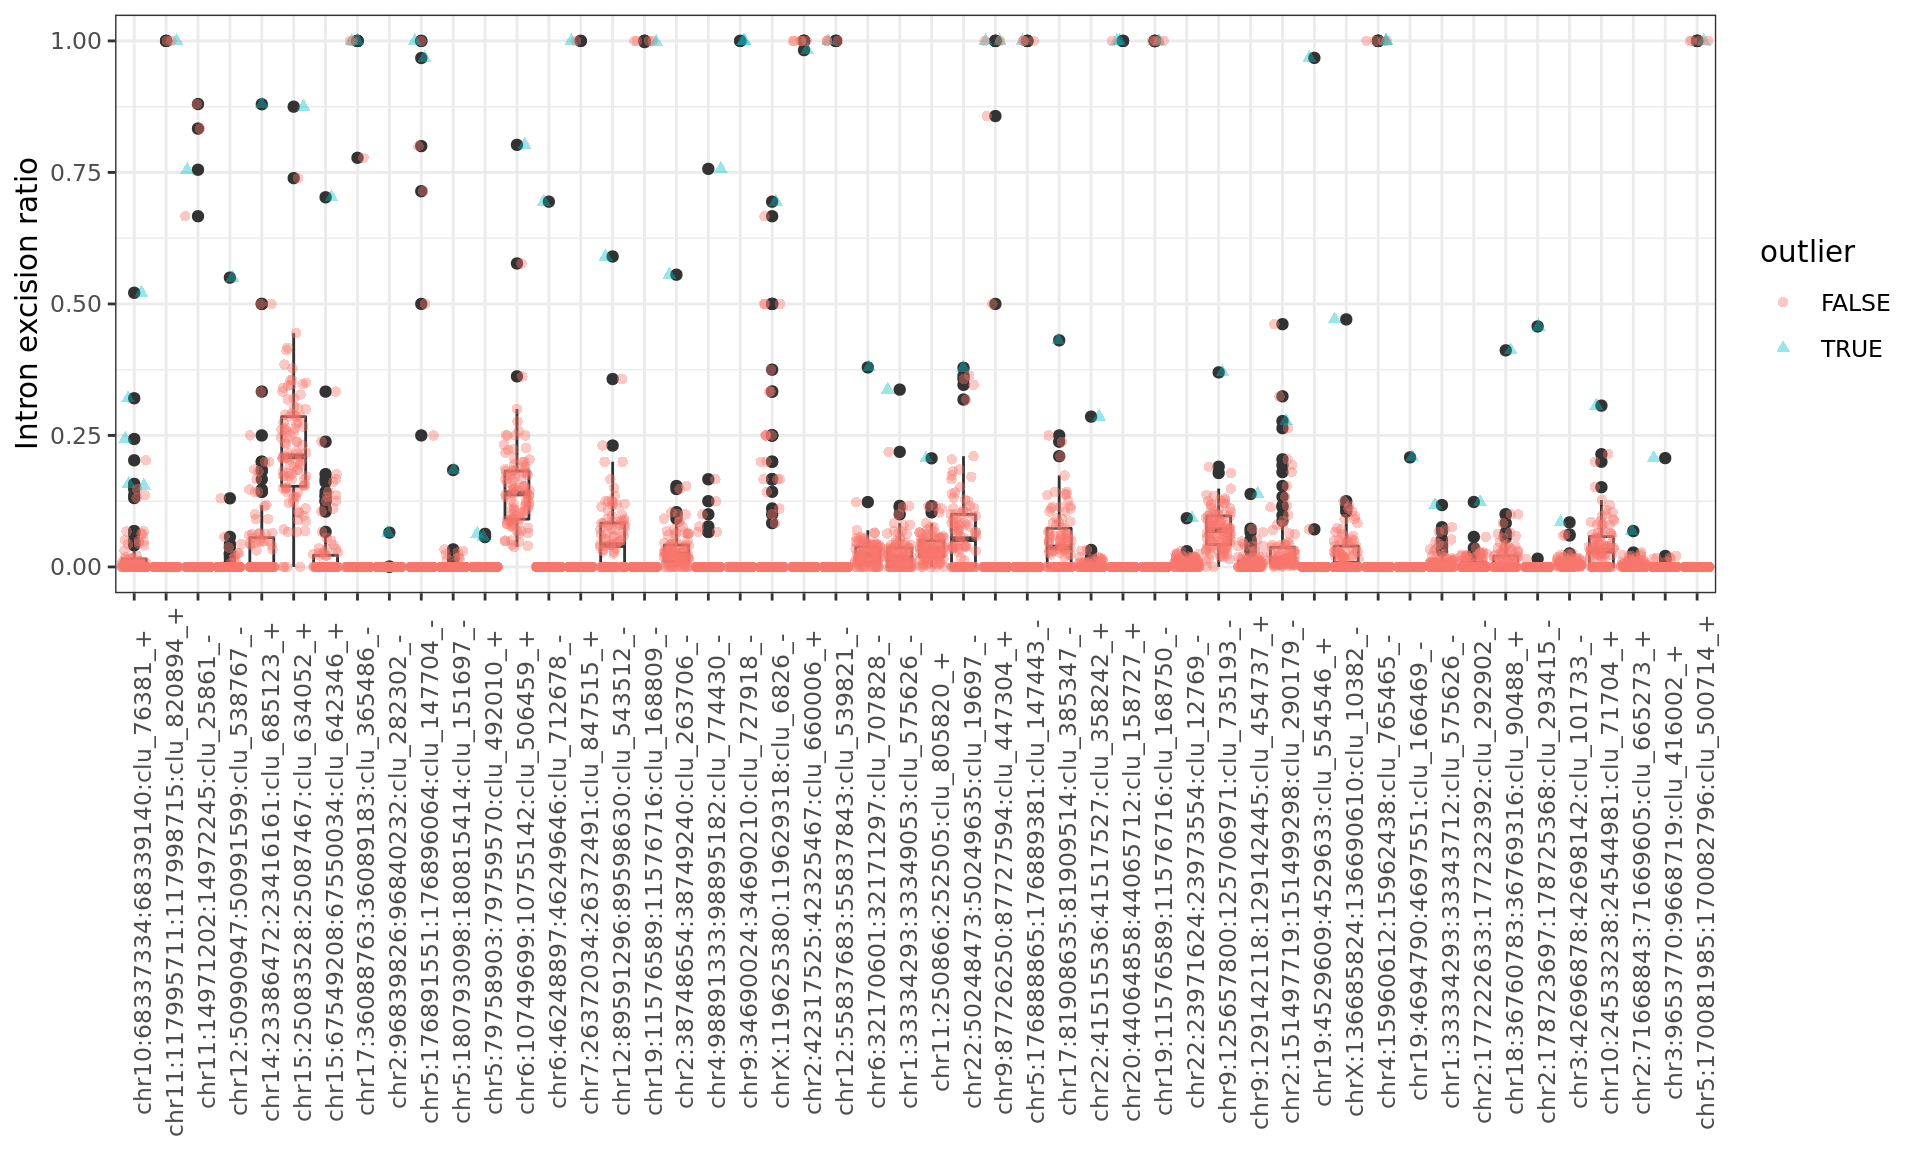 Intron excision ratio
1.00
0.75
0.50
0.25
0.00
chr10:68337334:68339140:clu_76381_+
chr11:117995711:117998715:clu_820894_+
chr11:14971202:14972245:clu_25861_-
chr12:50990947:50991599:clu_538767_-
chr14:23386472:23416161:clu_685123_+
chr15:25083528:25087467:clu_634052_+
chr15:67549208:67550034:clu_642346_+
chr17:36088763:36089183:clu_365486_-
chr2:96839826:96840232:clu_282302_-
chr5:176891551:176896064:clu_147704_-
chr5:180793098:180815414:clu_151697_-
chr5:79758903:79759570:clu_492010_+
chr6:10749699:10755142:clu_506459_+
chr6:46248897:46249646:clu_712678_-
chr7:26372034:26372491:clu_847515_+
chr12:89591296:89598630:clu_543512_-
chr19:11576589:11576716:clu_168809_-
chr2:38748654:38749240:clu_263706_-
chr4:98891333:98895182:clu_774430_-
chr9:34690024:34690210:clu_727918_-
chrX:119625380:119629318:clu_6826_-
chr2:42317525:42325467:clu_660006_+
chr12:55837683:55837843:clu_539821_-
chr6:32170601:32171297:clu_707828_-
chr1:33334293:33349053:clu_575626_-
chr11:250866:252505:clu_805820_+
chr22:50248473:50249635:clu_19697_-
chr9:87726250:87727594:clu_447304_+
chr5:176888865:176889381:clu_147443_-
chr17:81908635:81909514:clu_385347_-
chr22:41515536:41517527:clu_358242_+
chr20:44064858:44065712:clu_158727_+
chr19:11576589:11576716:clu_168750_-
chr22:23971624:23973554:clu_12769_-
chr9:125657800:125706971:clu_735193_-
chr9:129142118:129142445:clu_454737_+
chr2:151497719:151499298:clu_290179_-
chr19:4529609:4529633:clu_554546_+
chrX:13668582​4:136690610:clu_10382_-
chr4:15960612:15962438:clu_765465_-
chr19:4694790:4697551:clu_166469_-
chr1:33334293:33343712:clu_575626_-
chr2:177222633:177232392:clu_292902_-
chr18:36760783:36769316:clu_90488_+
chr2:178723697:178725368:clu_293415_-
chr3:42696878:42698142:clu_101733_-
chr10:24533238:24544981:clu_71704_+
chr2:71668843:71669605:clu_665273_+
chr3:9653770:9668719:clu_416002_+
chr5:170081985:170082796:clu_500714_+
outlier
FALSE
TRUE